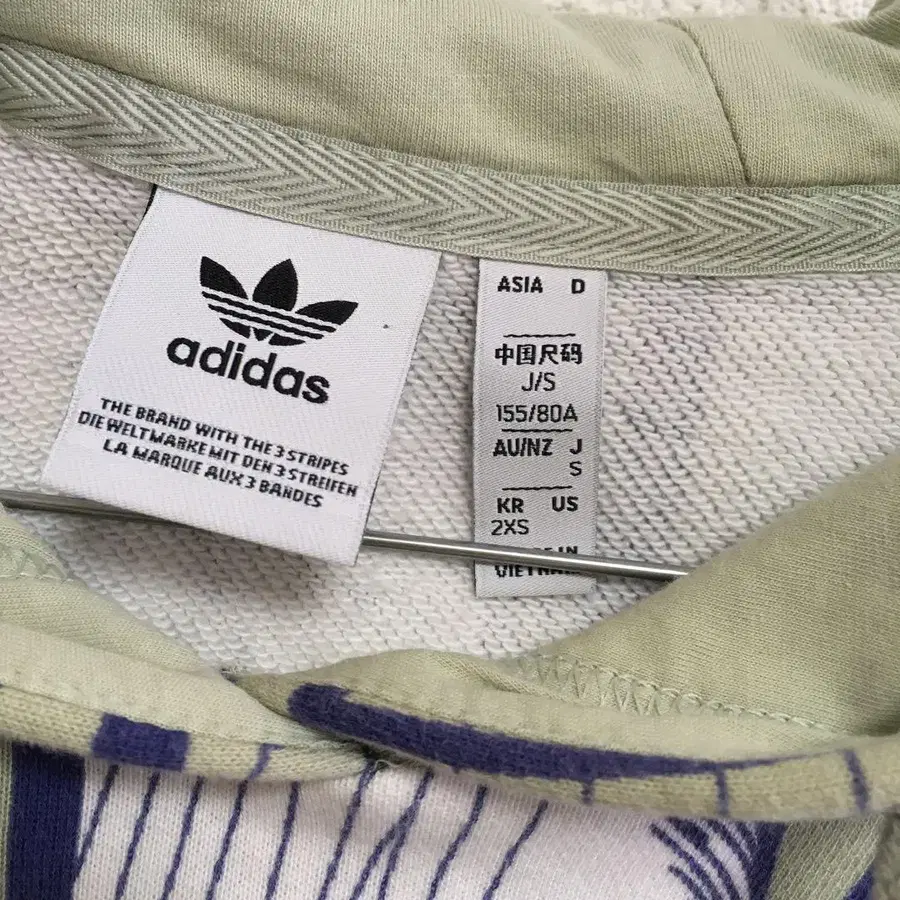 adidas
THE BRAND WITH THE 3 STRIPES
DIE WELTMARKE MIT DEN 3 STREIFEN
LA MARQUE AUX 3 BANDES
ASIA D
中国尺码
J/S
155/80A
AU/NZ J
S
KR US
2XS
IN
VIETNAM